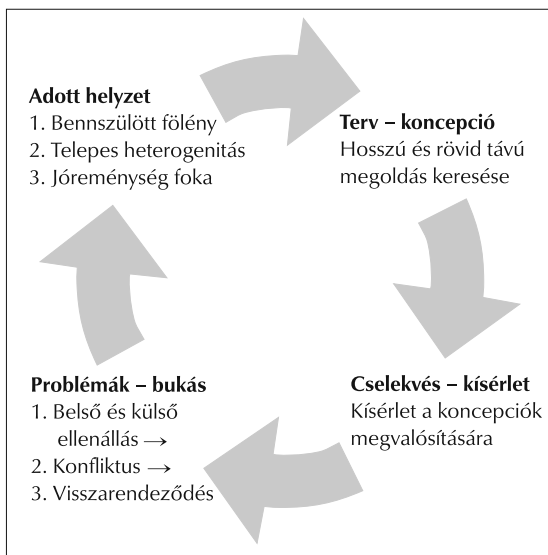 Adott helyzet
1. Bennszülött fölény
2. Telepes heterogenitás
3. Jóreménység foka
Terv – koncepció
Hosszú és rövid távú
megoldás keresése
Cselekvés – kísérlet
Kísérlet a koncepciók
megvalósítására
Problémák – bukás
1. Belső és külső
ellenállás →
2. Konfliktus →
3. Visszarendeződés